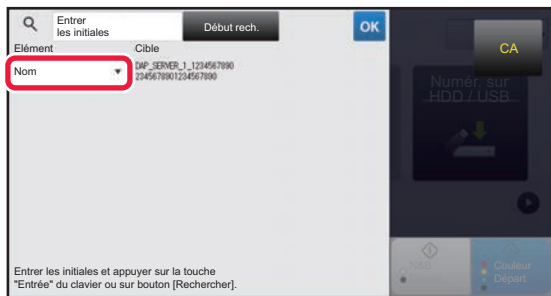 Entrer
les initiales
Début rech.
OK
CA
Elément
Cible
Nom
DAP_SERVER_1_1234567890
2345678901234567890
Numér. sur
HDD / USB
Entrer les initiales et appuyer sur la touche
"Entrée" du clavier ou sur bouton [Rechercher].
N&B
Couleur
Départ